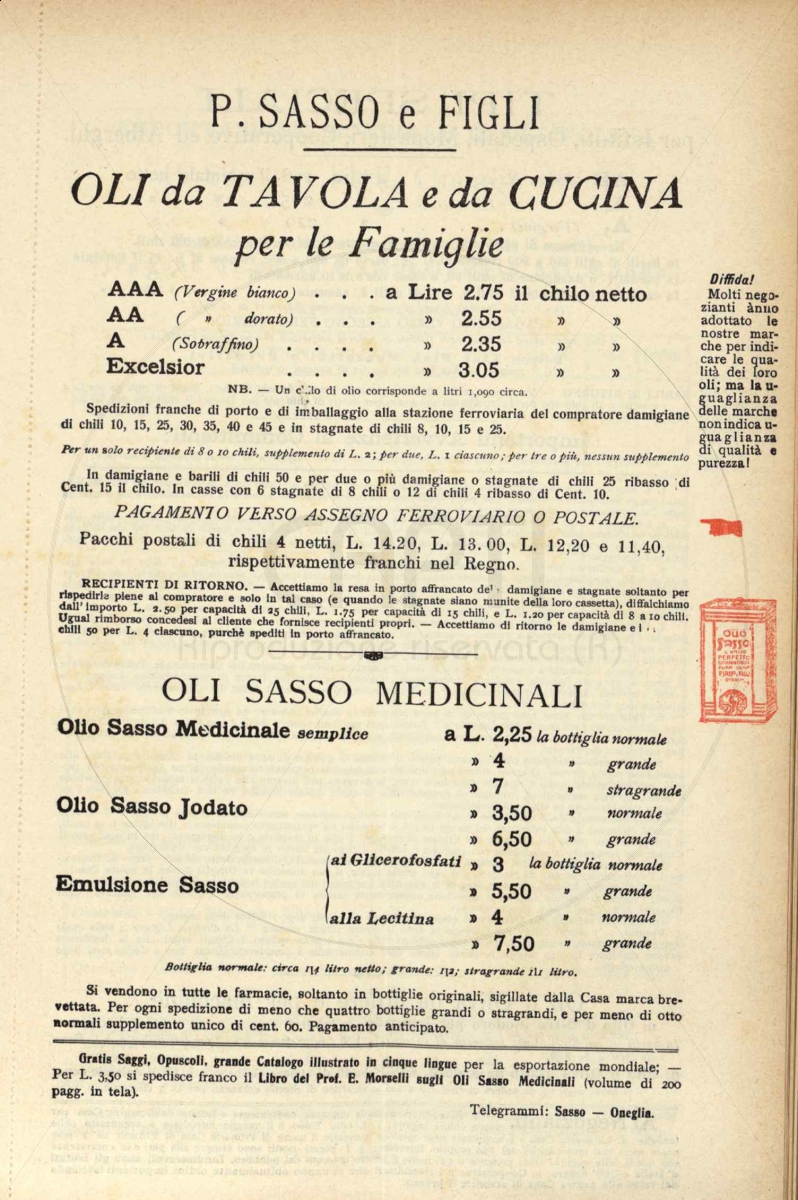 P. SASSO e FIGLI
OLI da TAVOLA e da CUCINA
per le Famiglie
AAA (Vergine bianco) . . . a Lire 2.75 il chilo netto
AA ( » dorato) . . . » 2.55 » »
A (Sobraffino) . . . . » 2.35 » »
Excelsior . . . . » 3.05 » »
NB. — Un chilo di olio corrisponde a litri 1,090 circa.
Spedizioni franche di porto e di imballaggio alla stazione ferroviaria del compratore damigiane
di chili 10, 15, 25, 30, 35, 40 e 45 e in stagnate di chili 8, 10, 15 e 25.
Per un solo recipiente di 8 o 10 chili, supplemento di L. 2; per due, L. 1 ciascuno; per tre o più, nessun supplemento
In damigiane e barili di chili 50 e per due o più damigiane o stagnate di chili 25 ribasso di
Cent. 15 il chilo. In casse con 6 stagnate di 8 chili o 12 di chili 4 ribasso di Cent. 10.
PAGAMENTO VERSO ASSEGNO FERROVIARIO O POSTALE.
Pacchi postali di chili 4 netti, L. 14.20, L. 13.00, L. 12,20 e 11,40,
rispettivamente franchi nel Regno.
RECIPIENTI DI RITORNO. — Accettiamo la resa in porto affrancato de' damigiane e stagnate soltanto per
rispedirle piene al compratore e solo in tal caso (e quando le stagnate siano munite della loro cassetta), diffalchiamo
dall'importo L. 2.50 per capacità di 25 chili, L. 1.75 per capacità di 15 chili, e L. 1.20 per capacità di 8 a 10 chili.
Ugual rimborso concedesi al cliente che fornisce recipienti propri. — Accettiamo di ritorno le damigiane e
chili 50 per L. 4 ciascuno, purchè spediti in porto affrancato.
Riproduzione riservata (R)
Diffida!
Molti nego-
zianti ànno
adottato le
nostre mar-
che per indi-
care le qua-
lità dei loro
oli; ma la u-
guaglianza
delle marche
non indica u-
guaglianza
di qualità e
purezza!
OLIO
SASSO
PERFETTO
OLI SASSO MEDICINALI
Olio Sasso Medicinale semplice a L. 2,25 la bottiglia normale
» 4 » grande
» 7 » stragrande
Olio Sasso Jodato » 3,50 » normale
» 6,50 » grande
Emulsione Sasso
ai Glicerofosfati » 3 la bottiglia normale
» 5,50 » grande
alla Lecitina » 4 » normale
» 7,50 » grande
Bottiglia normale: circa 1\4 litro netto; grande: 1\2; stragrande 1\1 litro.
Si vendono in tutte le farmacie, soltanto in bottiglie originali, sigillate dalla Casa marca bre-
vettata. Per ogni spedizione di meno che quattro bottiglie grandi o stragrandi, e per meno di otto
normali supplemento unico di cent. 60. Pagamento anticipato.
Gratis Saggi, Opuscoli, grande Catalogo illustrato in cinque lingue per la esportazione mondiale; —
Per L. 3,50 si spedisce franco il Libro del Prof. E. Morselli sugli Oli Sasso Medicinali (volume di 200
pagg. in tela).
Telegrammi: Sasso — Oneglia.